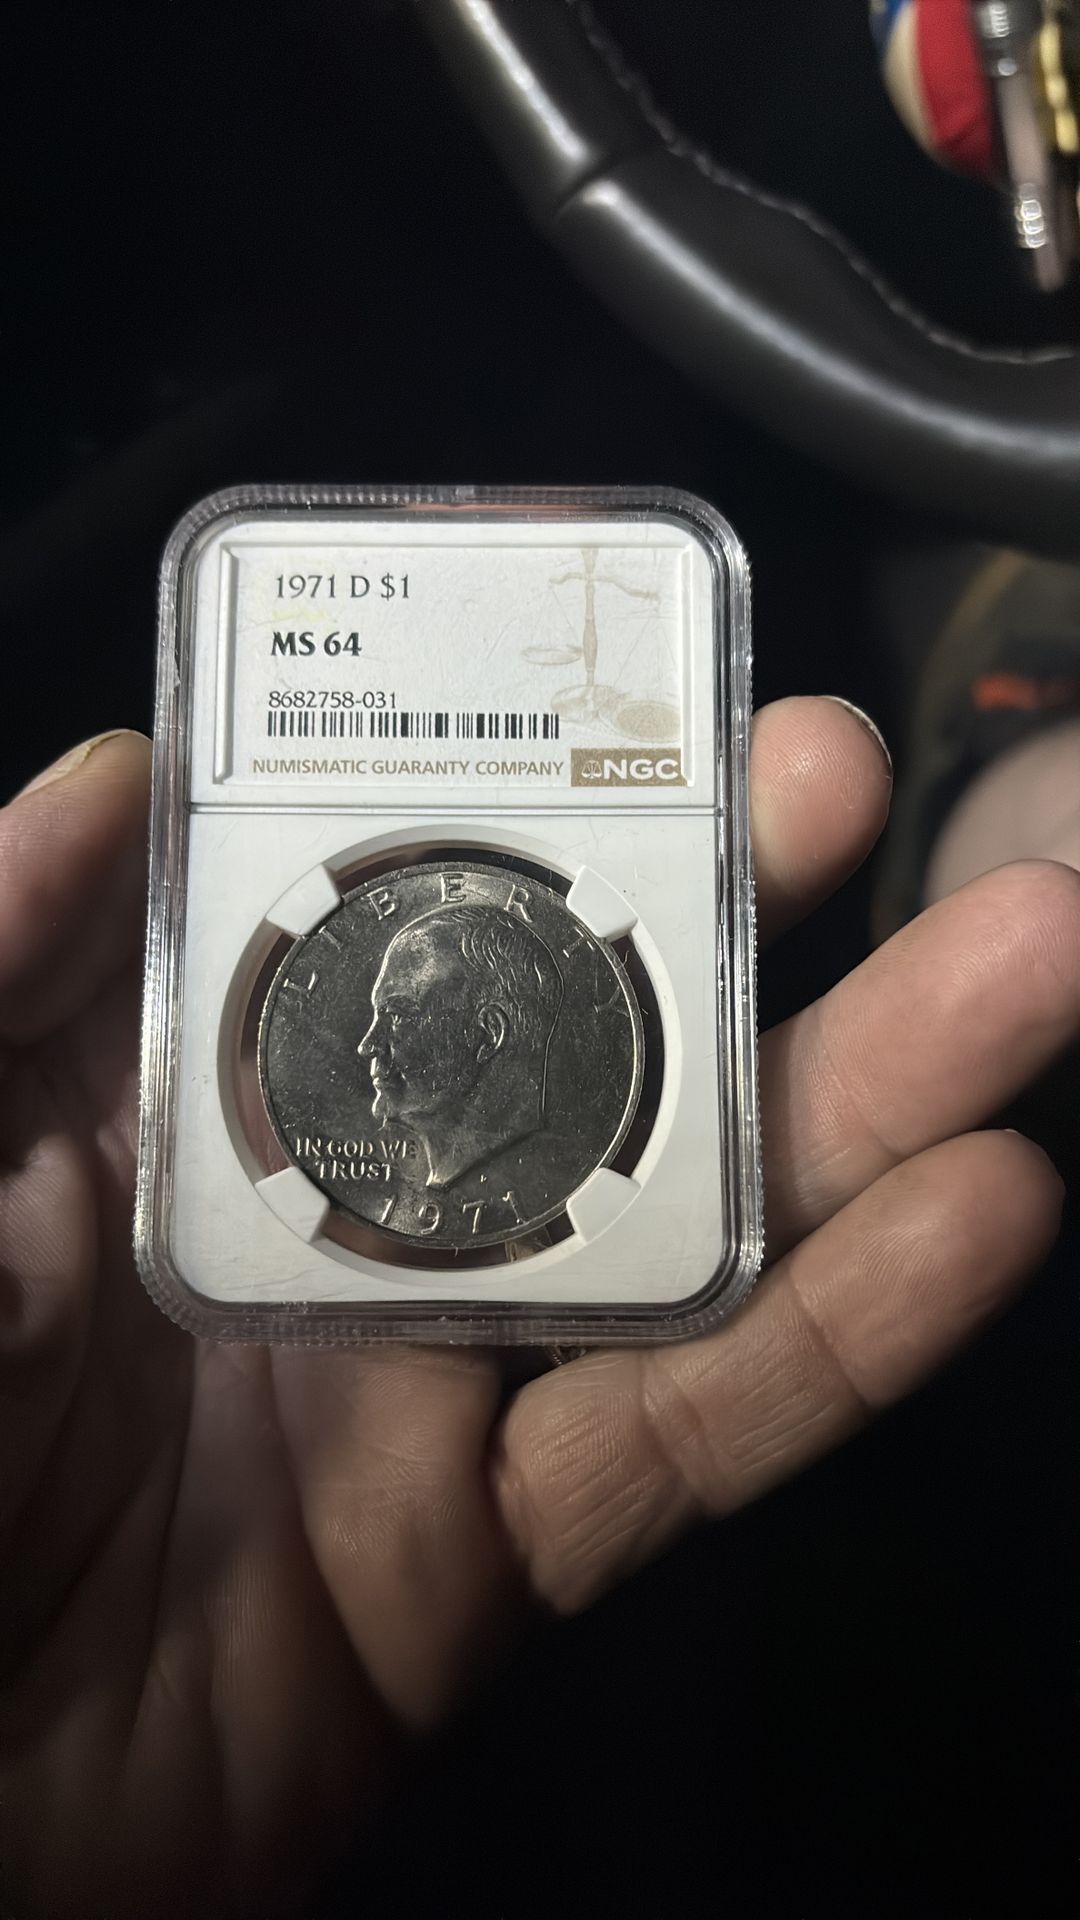 1971 D $1
MS 64
8682758-031
NUMISMATIC GUARANTY COMPANY NGC
LIBERTY
IN GOD WE
TRUST
1971